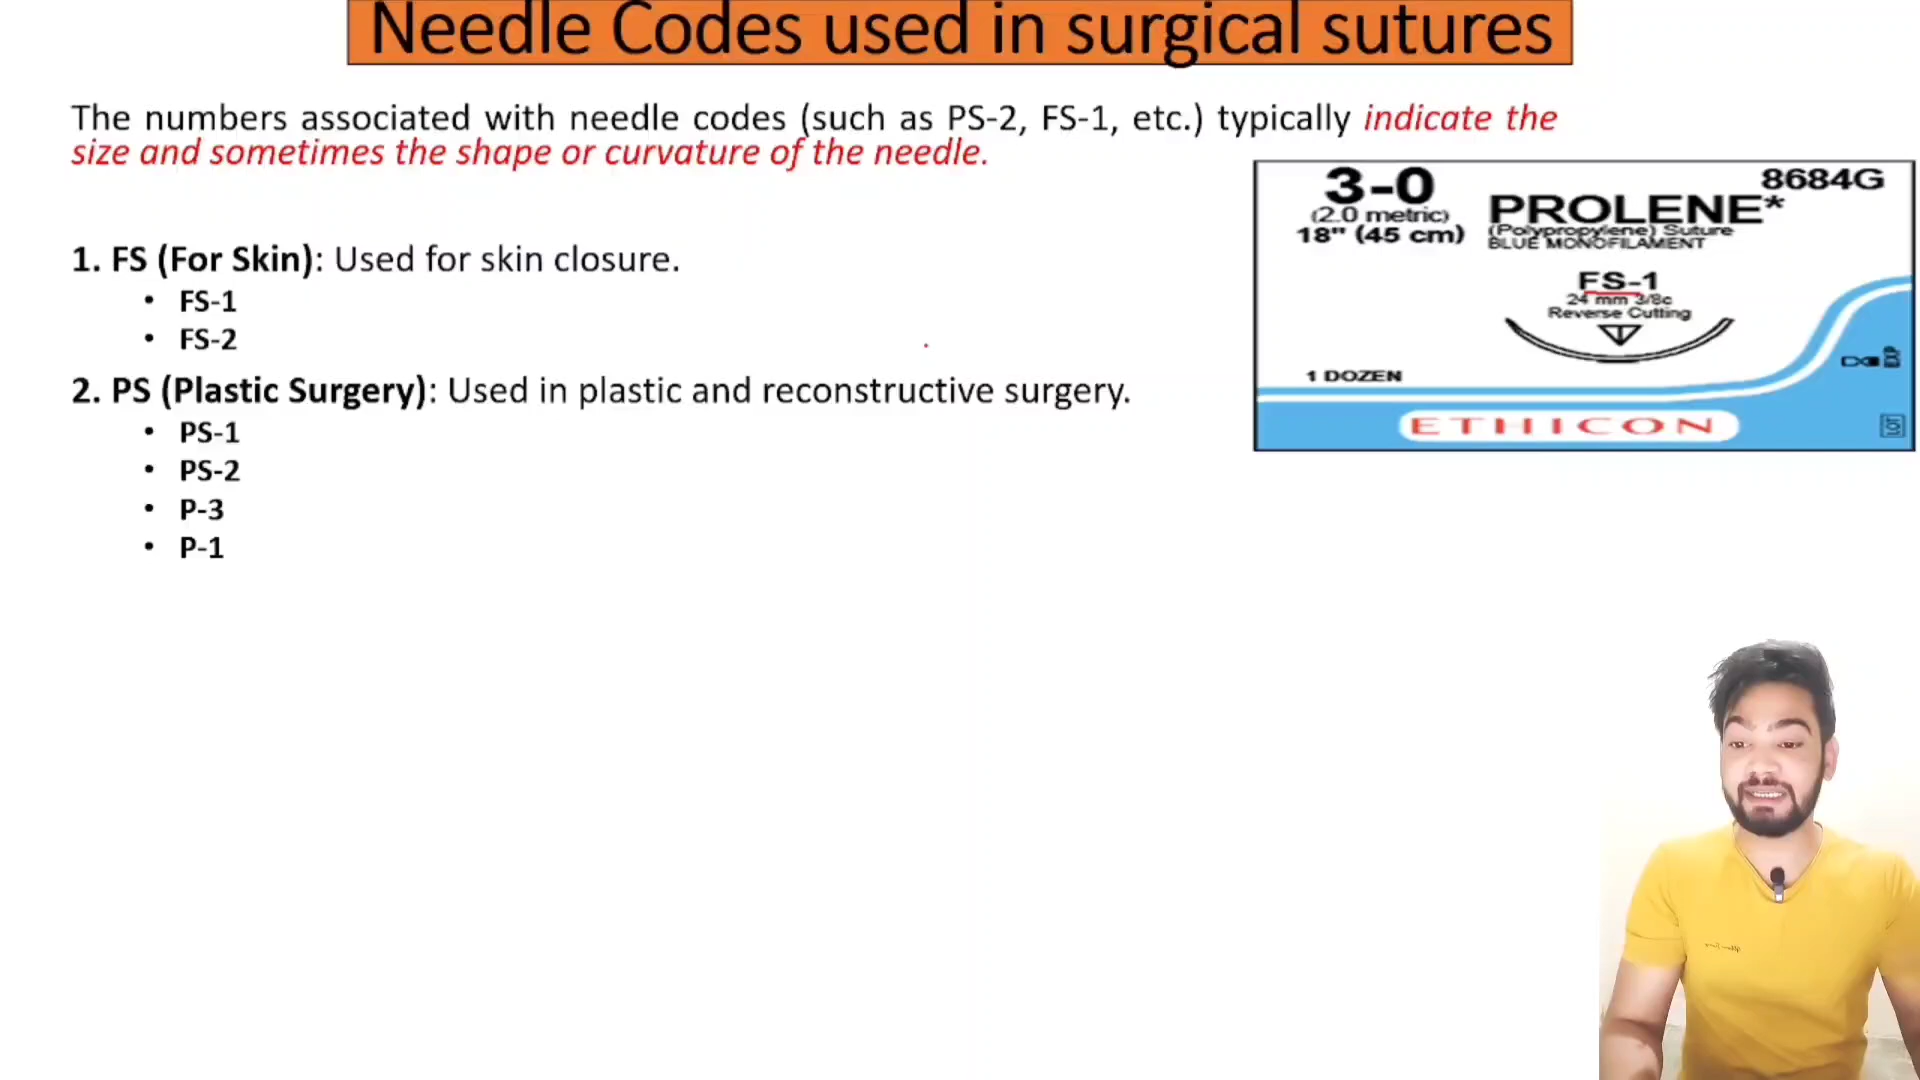 Needle Codes used in surgical sutures
The numbers associated with needle codes (such as PS-2, FS-1, etc.) typically indicate the
size and sometimes the shape or curvature of the needle.
1. FS (For Skin): Used for skin closure.
• FS-1
• FS-2
2. PS (Plastic Surgery): Used in plastic and reconstructive surgery.
• PS-1
• PS-2
• P-3
• P-1
3-0
(2.0 metric)
18" (45 cm)
8684G
PROLENE*
(Polypropylene) Suture
BLUE MONOFILAMENT
FS-1
24 mm 3/8c
Reverse Cutting
1 DOZEN
EXP
ETHICON
LOT